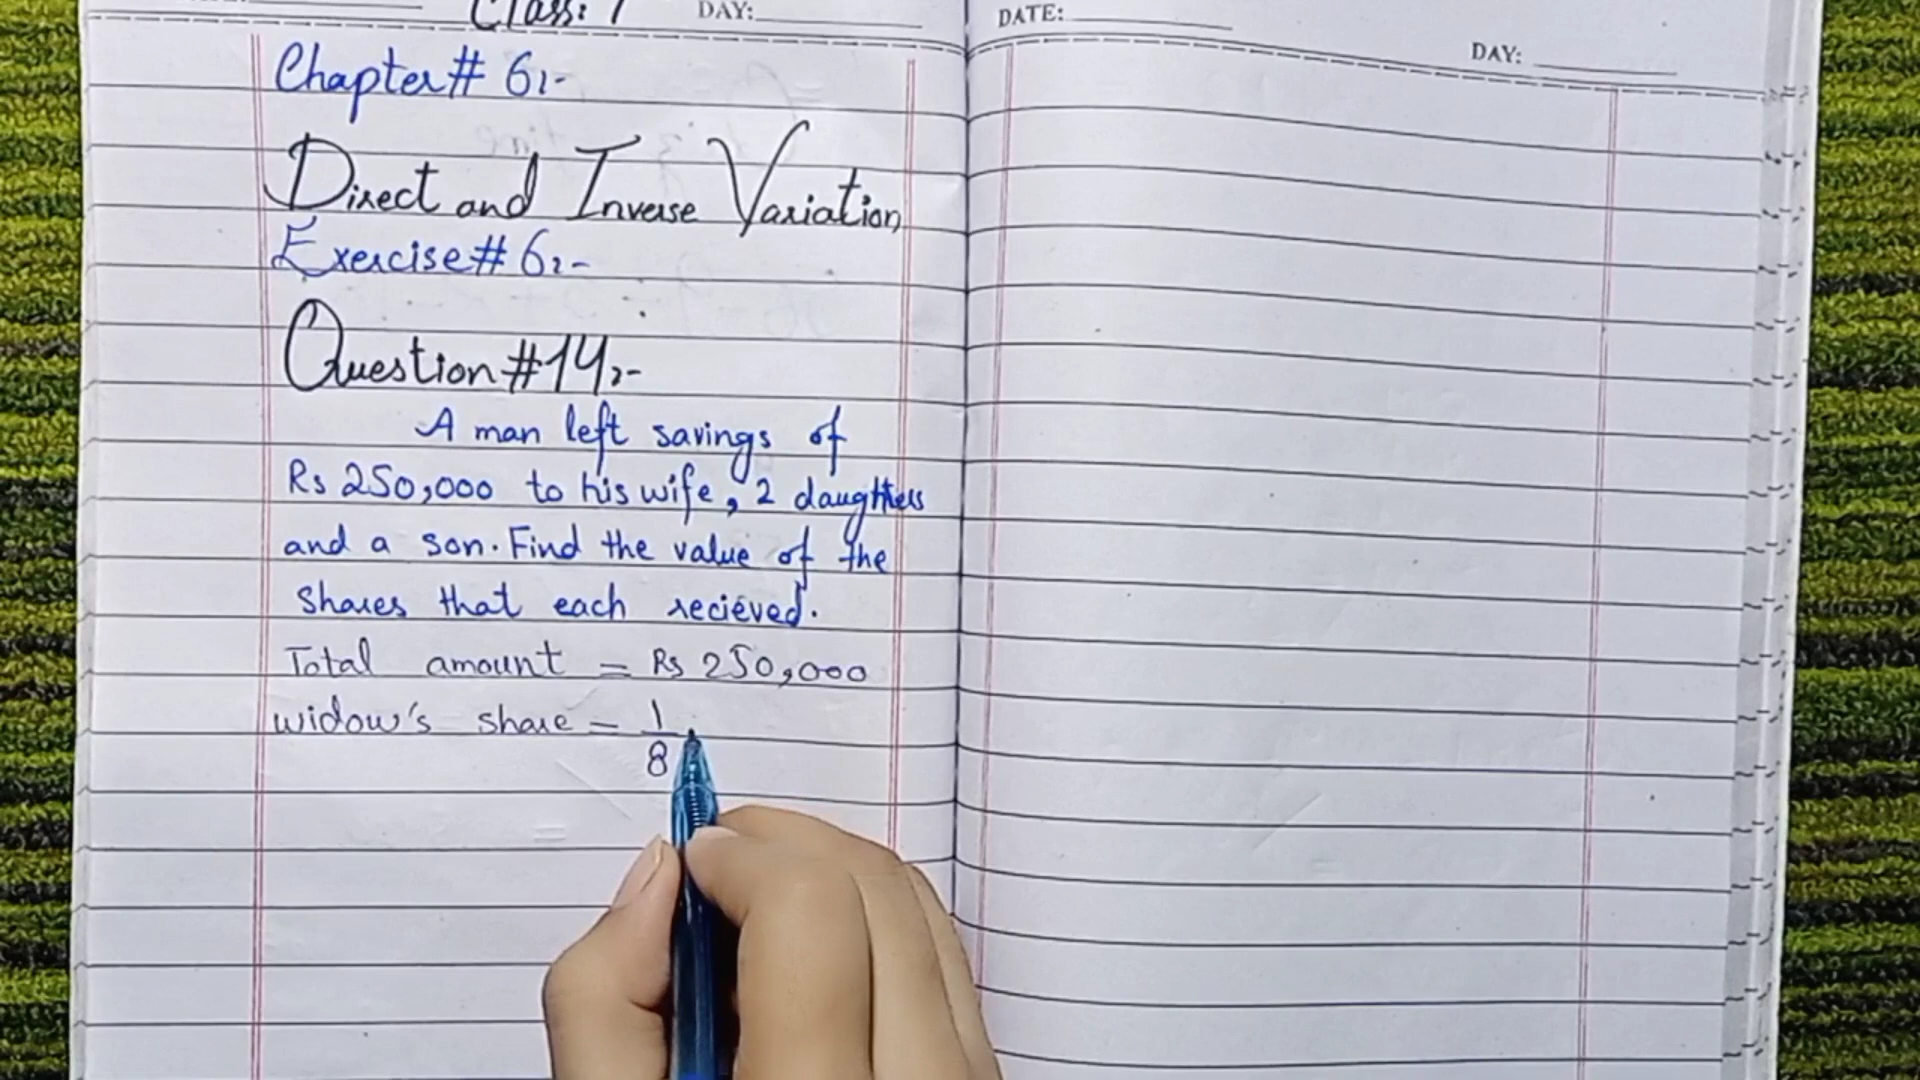 Class: 7 DAY:
DATE:
DAY:
Chapter# 6:-
Direct and Inverse Variation
Exercise# 6:-
Question #14:-
A man left savings of
Rs 250,000 to his wife, 2 daughters
and a son. Find the value of the
shares that each recieved.
Total amount = Rs 250,000
widow's share = 1/8